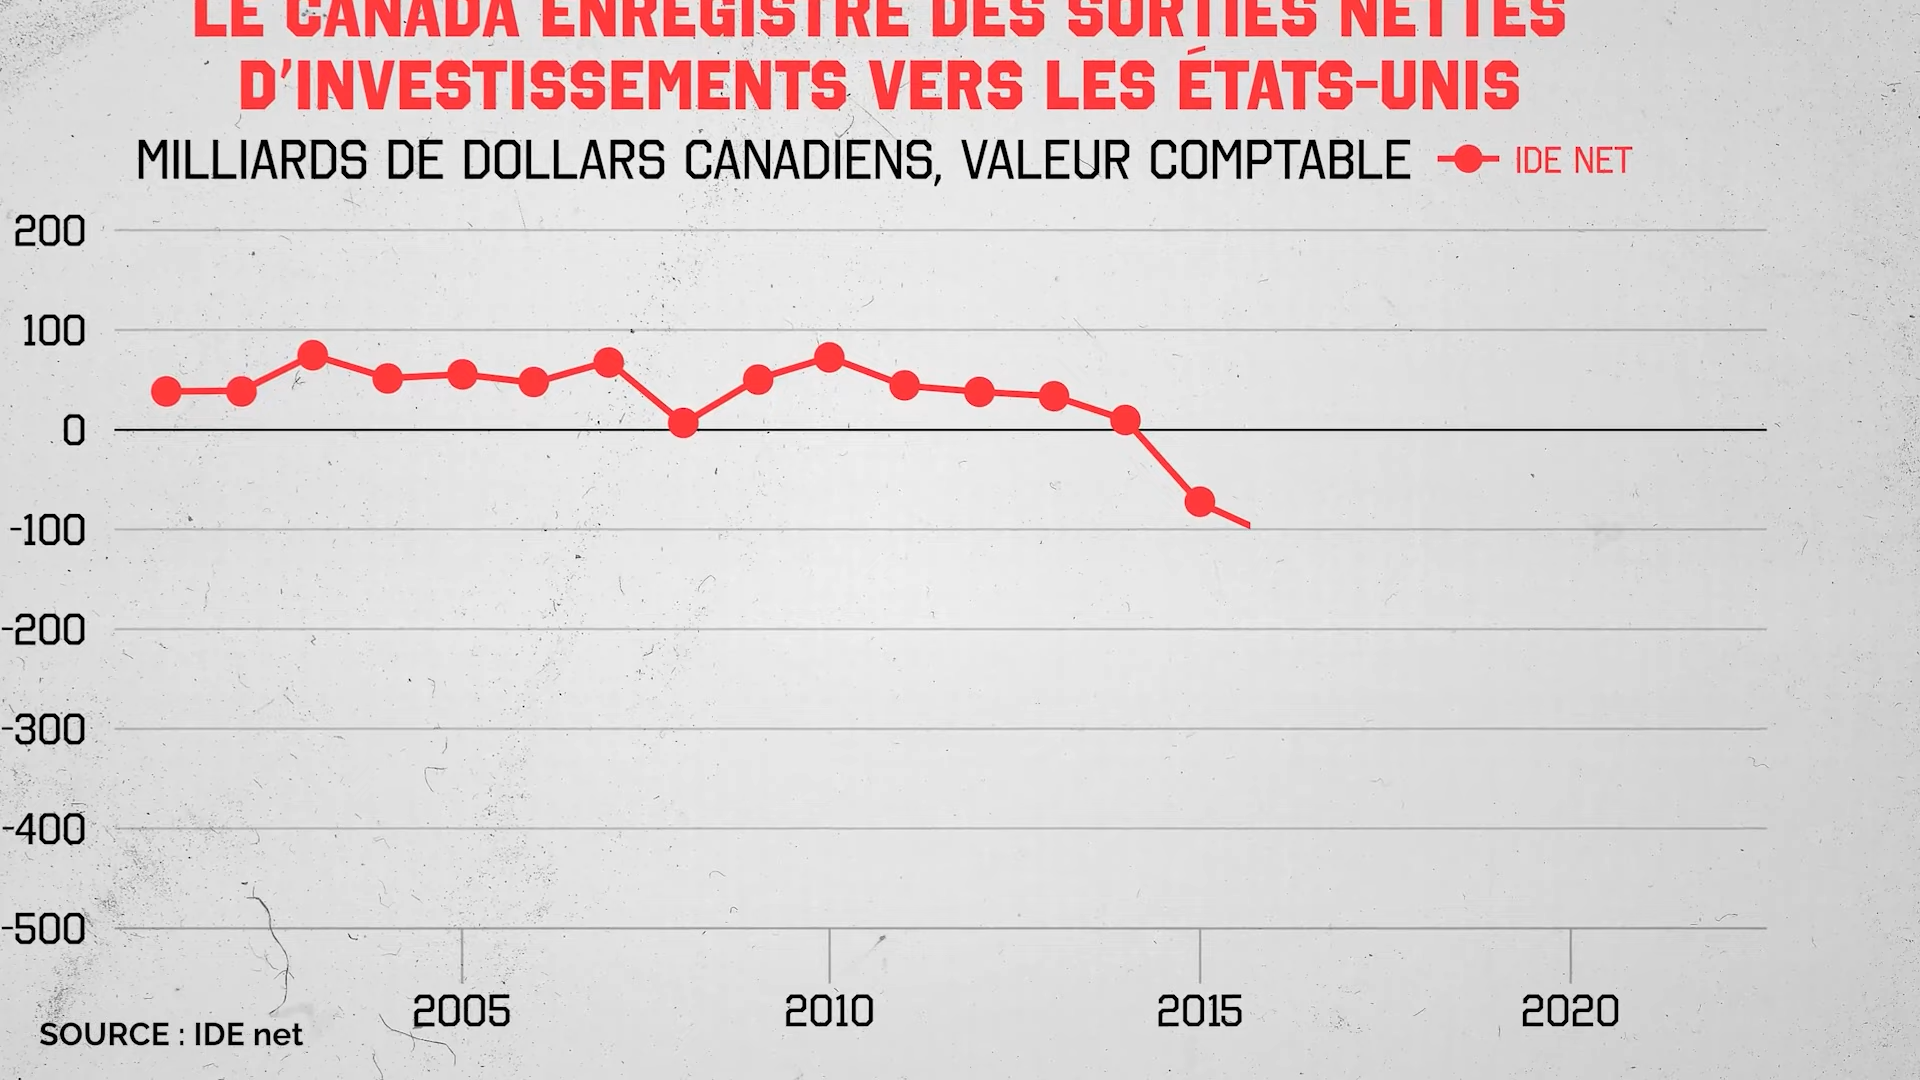 LE CANADA ENREGISTRE DES SORTIES NETTES
D'INVESTISSEMENTS VERS LES ÉTATS-UNIS
MILLIARDS DE DOLLARS CANADIENS, VALEUR COMPTABLE IDE NET
200
100
0
-100
-200
-300
-400
-500
2005 2010 2015 2020
SOURCE : IDE net